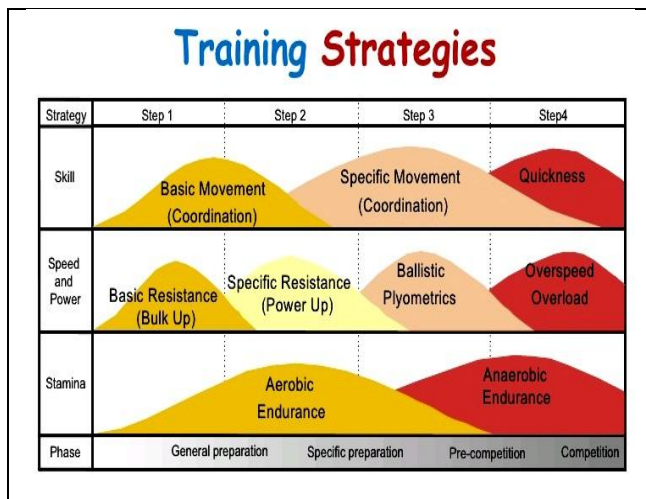 Training Strategies
Strategy Step 1 Step 2 Step 3 Step4
Skill
Basic Movement
(Coordination)
Specific Movement
(Coordination)
Quickness
Speed
and
Power
Basic Resistance
(Bulk Up)
Specific Resistance
(Power Up)
Ballistic
Plyometrics
Overspeed
Overload
Stamina
Aerobic
Endurance
Anaerobic
Endurance
Phase General preparation Specific preparation Pre-competition Competition